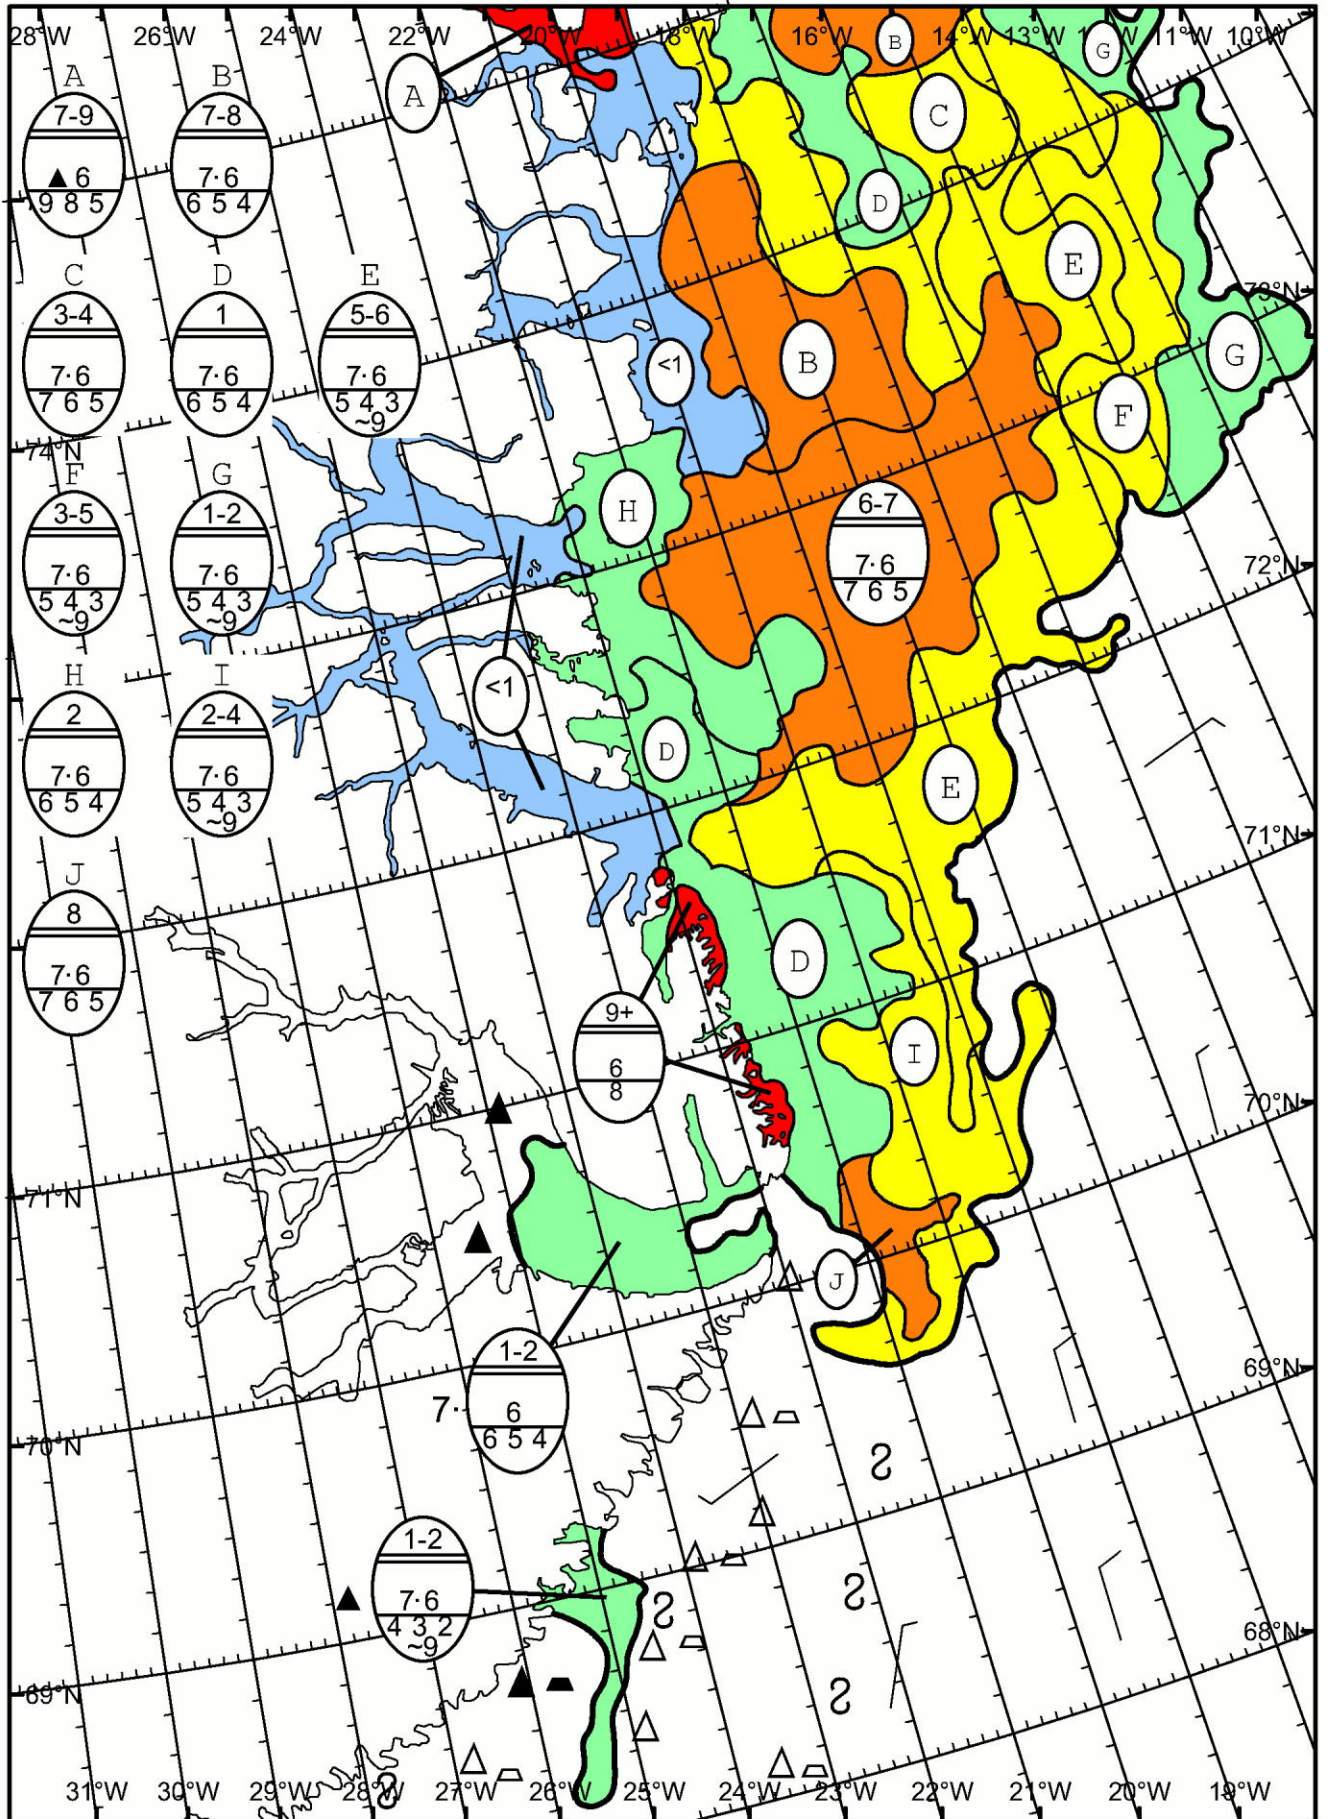 28°W 26°W 24°W 22°W 20°W 18°W 16°W 14°W 13°W 12°W 11°W 10°W
A B
7-9 7-8
▲6 7·6
9 8 5 6 5 4
A B G
C
D
C D E
3-4 1 5-6
7·6 7·6 7·6
7 6 5 6 5 4 5 4 3
~9
E
73°N
<1 B G
F
74°N
F G
3-5 1-2
7·6 7·6
5 4 3 5 4 3
~9 ~9
H
6-7
7·6
7 6 5
72°N
H I
2 2-4
7·6 7·6
6 5 4 5 4 3
~9
<1
D
E
71°N
J
8
7·6
7 6 5
D
9+
6
8
I
70°N
71°N
J
1-2
7· 6
6 5 4
69°N
70°N
1-2
7·6
4 3 2
~9
68°N
69°N
31°W 30°W 29°W 28°W 27°W 26°W 25°W 24°W 23°W 22°W 21°W 20°W 19°W